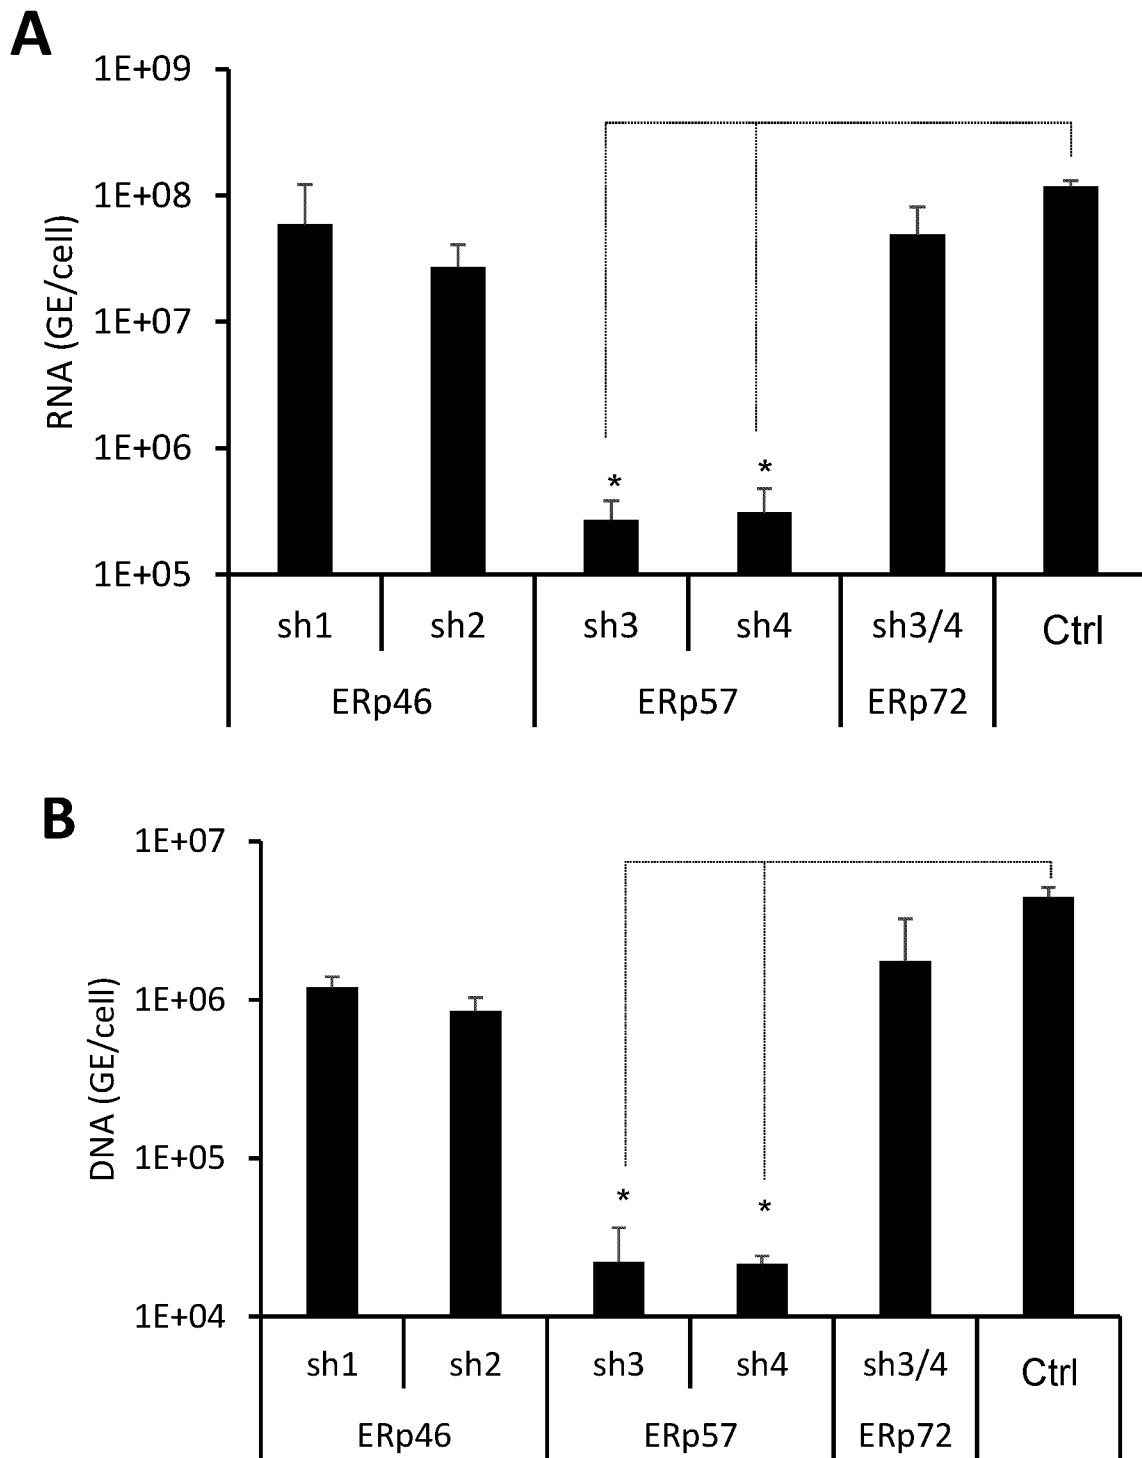 A
1E+09
1E+08
1E+07
1E+06
1E+05
RNA (GE/cell)
* *
sh1 sh2 sh3 sh4 sh3/4 Ctrl
ERp46 ERp57 ERp72
B
1E+07
1E+06
1E+05
1E+04
DNA (GE/cell)
* *
sh1 sh2 sh3 sh4 sh3/4 Ctrl
ERp46 ERp57 ERp72